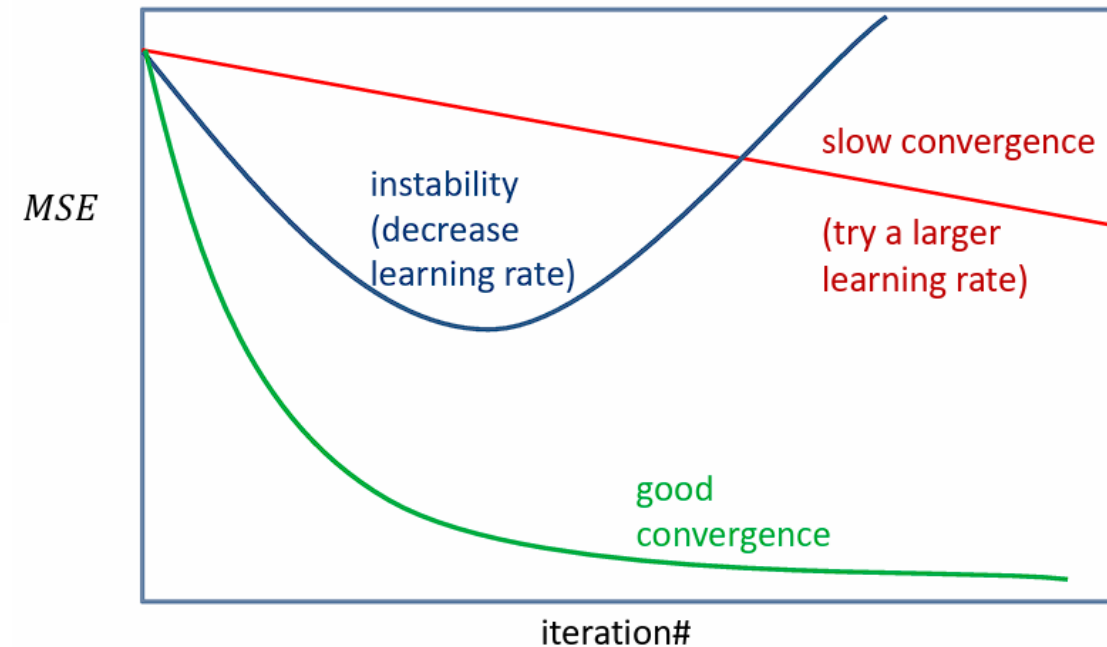 MSE
instability
(decrease
learning rate)
slow convergence
(try a larger
learning rate)
good
convergence
iteration#